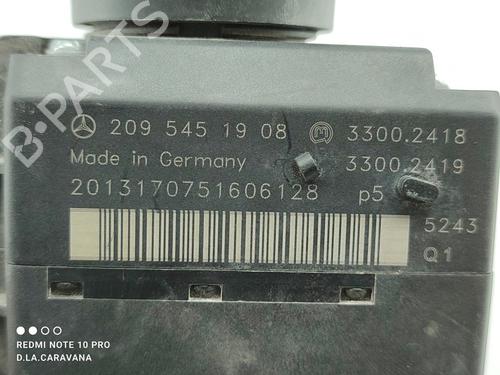 209 545 19 08 3300.2418
Made in Germany 3300.2419
2013170751606128 p5
5243
Q1
B-PARTS
REDMI NOTE 10 PRO
D.LA.CARAVANA